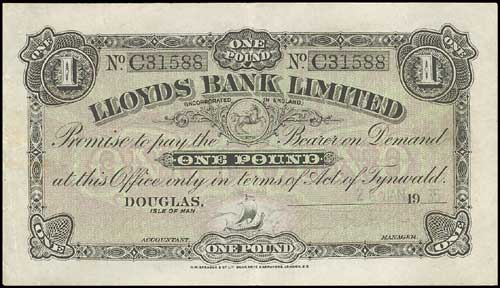 ONE
POUND
1 No. C31588 No. C31588 1
LLOYDS BANK LIMITED
(INCORPORATED IN ENGLAND)
Promise to pay the Bearer on Demand
ONE POUND
at this Office only in terms of Act of Tynwald.
DOUGLAS, 19
ISLE OF MAN
ACCOUNTANT. MANAGER.
ONE ONE POUND ONE